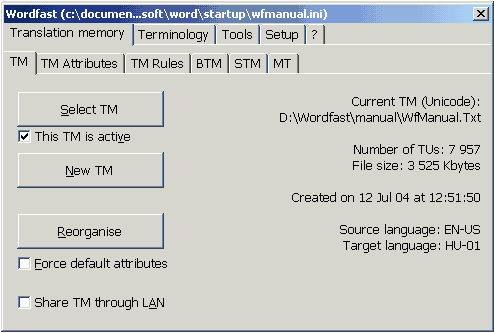 Wordfast (c:\documen...soft\word\startup\wfmanual.ini)
Translation memory Terminology Tools Setup ?
TM TM Attributes TM Rules BTM STM MT
Select TM
This TM is active
New TM
Reorganise
Force default attributes
Share TM through LAN
Current TM (Unicode):
D:\Wordfast\manual\WfManual.Txt
Number of TUs: 7 957
File size: 3 525 Kbytes
Created on 12 Jul 04 at 12:51:50
Source language: EN-US
Target language: HU-01